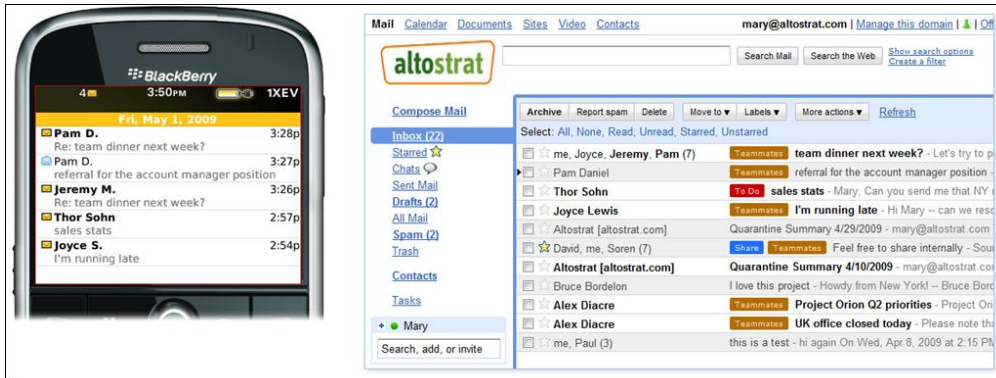 BlackBerry
4 3:50PM 1XEV
Fri, May 1, 2009
Pam D. 3:28p
Re: team dinner next week?
Pam D. 3:27p
referral for the account manager position
Jeremy M. 3:26p
Re: team dinner next week?
Thor Sohn 2:57p
sales stats
Joyce S. 2:54p
I'm running late
Mail Calendar Documents Sites Video Contacts mary@altostrat.com | Manage this domain | | Off
altostrat
Search Mail Search the Web Show search options
Create a filter
Compose Mail
Inbox (22)
Starred
Chats
Sent Mail
Drafts (2)
All Mail
Spam (2)
Trash
Contacts
Tasks
Mary
Search, add, or invite
Archive Report spam Delete Move to Labels More actions Refresh
Select: All, None, Read, Unread, Starred, Unstarred
me, Joyce, Jeremy, Pam (7) Teammates team dinner next week? - Let's try to p
Pam Daniel Teammates referral for the account manager position -
Thor Sohn To Do sales stats - Mary, Can you send me that NY
Joyce Lewis Teammates I'm running late - Hi Mary -- can we resc
Altostrat [altostrat.com] Quarantine Summary 4/29/2009 - mary@altostrat.com
David, me, Soren (7) Share Teammates Feel free to share internally - Sou
Altostrat [altostrat.com] Quarantine Summary 4/10/2009 - mary@altostrat.co
Bruce Bordelon I love this project - Howdy from New York! -- Bruce Bord
Alex Diacre Teammates Project Orion Q2 priorities - Project On
Alex Diacre Teammates UK office closed today - Please note tha
me, Paul (3) this is a test - hi again On Wed, Apr 8, 2009 at 2:15 PM